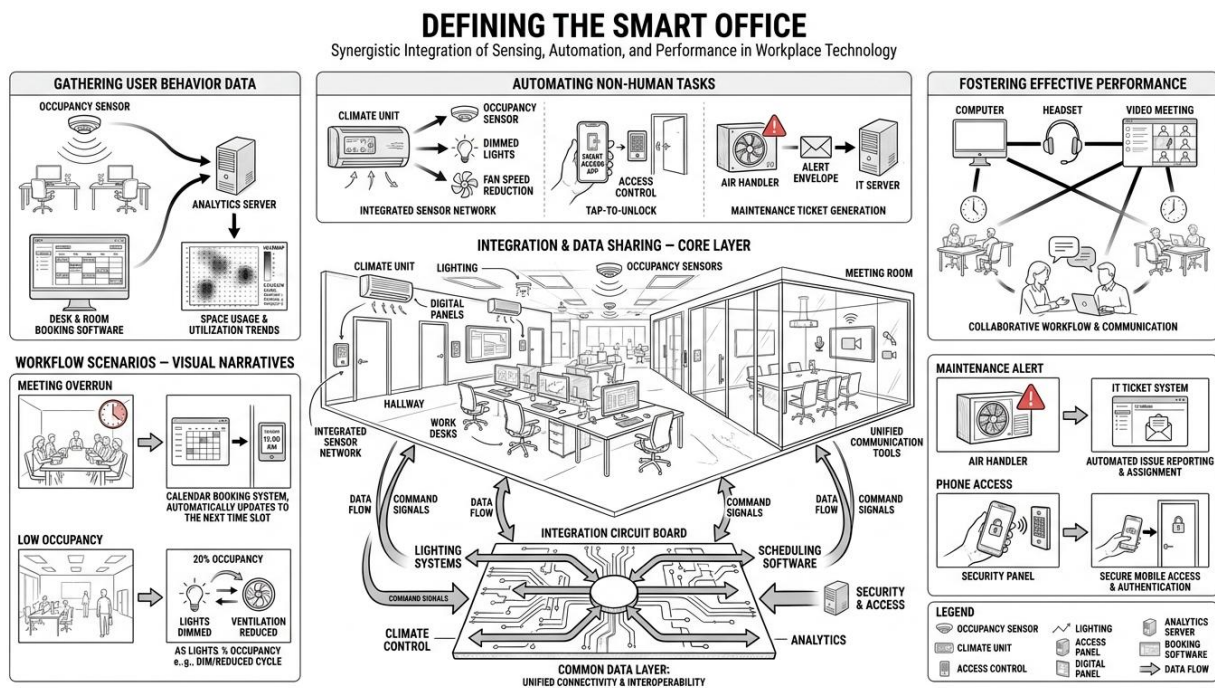 DEFINING THE SMART OFFICE
Synergistic Integration of Sensing, Automation, and Performance in Workplace Technology
GATHERING USER BEHAVIOR DATA
OCCUPANCY SENSOR
ANALYTICS SERVER
DESK & ROOM
BOOKING SOFTWARE
HEATMAP
SPACE USAGE &
UTILIZATION TRENDS
AUTOMATING NON-HUMAN TASKS
CLIMATE UNIT
OCCUPANCY
SENSOR
DIMMED
LIGHTS
FAN SPEED
REDUCTION
INTEGRATED SENSOR NETWORK
SMART
ACCESS
APP
ACCESS
CONTROL
TAP-TO-UNLOCK
AIR HANDLER
ALERT
ENVELOPE
IT SERVER
MAINTENANCE TICKET GENERATION
FOSTERING EFFECTIVE PERFORMANCE
COMPUTER
HEADSET
VIDEO MEETING
COLLABORATIVE WORKFLOW & COMMUNICATION
INTEGRATION & DATA SHARING — CORE LAYER
CLIMATE UNIT
LIGHTING
OCCUPANCY SENSORS
MEETING ROOM
DIGITAL
PANELS
HALLWAY
WORK
DESKS
INTEGRATED
SENSOR
NETWORK
UNIFIED
COMMUNICATION
TOOLS
DATA
FLOW
COMMAND
SIGNALS
DATA
FLOW
COMMAND
SIGNALS
DATA
FLOW
COMMAND
SIGNALS
INTEGRATION CIRCUIT BOARD
LIGHTING
SYSTEMS
SCHEDULING
SOFTWARE
COMMAND SIGNALS
SECURITY
& ACCESS
CLIMATE
CONTROL
ANALYTICS
COMMON DATA LAYER:
UNIFIED CONNECTIVITY & INTEROPERABILITY
WORKFLOW SCENARIOS — VISUAL NARRATIVES
MEETING OVERRUN
12.00
AM
CALENDAR BOOKING SYSTEM,
AUTOMATICALLY UPDATES TO
THE NEXT TIME SLOT
LOW OCCUPANCY
20% OCCUPANCY
LIGHTS
DIMMED
VENTILATION
REDUCED
AS LIGHTS % OCCUPANCY
e.g., DIM/REDUCED CYCLE
MAINTENANCE ALERT
AIR HANDLER
IT TICKET SYSTEM
AUTOMATED ISSUE REPORTING
& ASSIGNMENT
PHONE ACCESS
SECURITY PANEL
SECURE MOBILE ACCESS
& AUTHENTICATION
LEGEND
OCCUPANCY SENSOR
CLIMATE UNIT
ACCESS CONTROL
LIGHTING
ACCESS
PANEL
DIGITAL
PANEL
ANALYTICS
SERVER
BOOKING
SOFTWARE
DATA FLOW